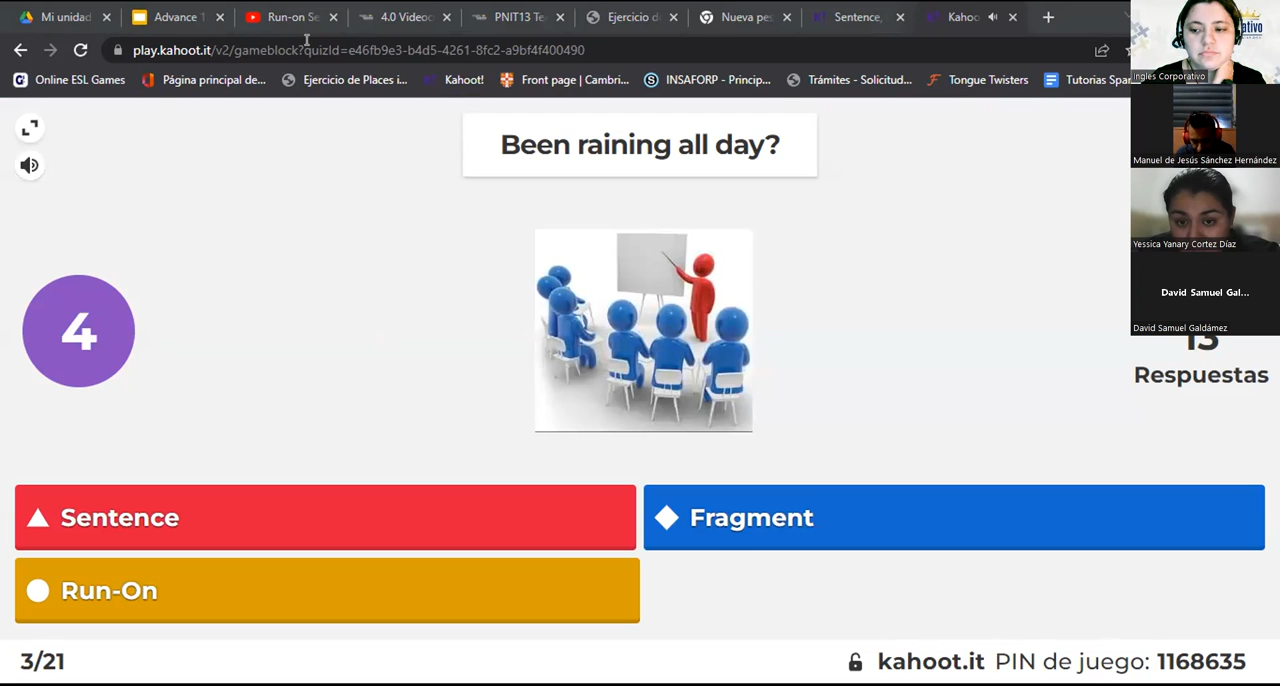 Mi unidad
Advance 1
Run-on Se
4.0 Videoc
PNIT13 Te
Ejercicio d
Nueva pes
Sentence,
Kahoo
play.kahoot.it/v2/gameblock?quizId=e46fb9e3-b4d5-4261-8fc2-a9bf4f400490
Online ESL Games
Página principal de...
Ejercicio de Places i...
Kahoot!
Front page | Cambri...
INSAFORP - Princip...
Trámites - Solicitud...
Tongue Twisters
Tutorias Spar
ativo
Ingles Corporativo
Manuel de Jesús Sánchez Hernández
Yessica Yanary Cortez Díaz
David Samuel Gal...
David Samuel Galdámez
Been raining all day?
4
13
Respuestas
Sentence
Fragment
Run-On
3/21
kahoot.it PIN de juego: 1168635